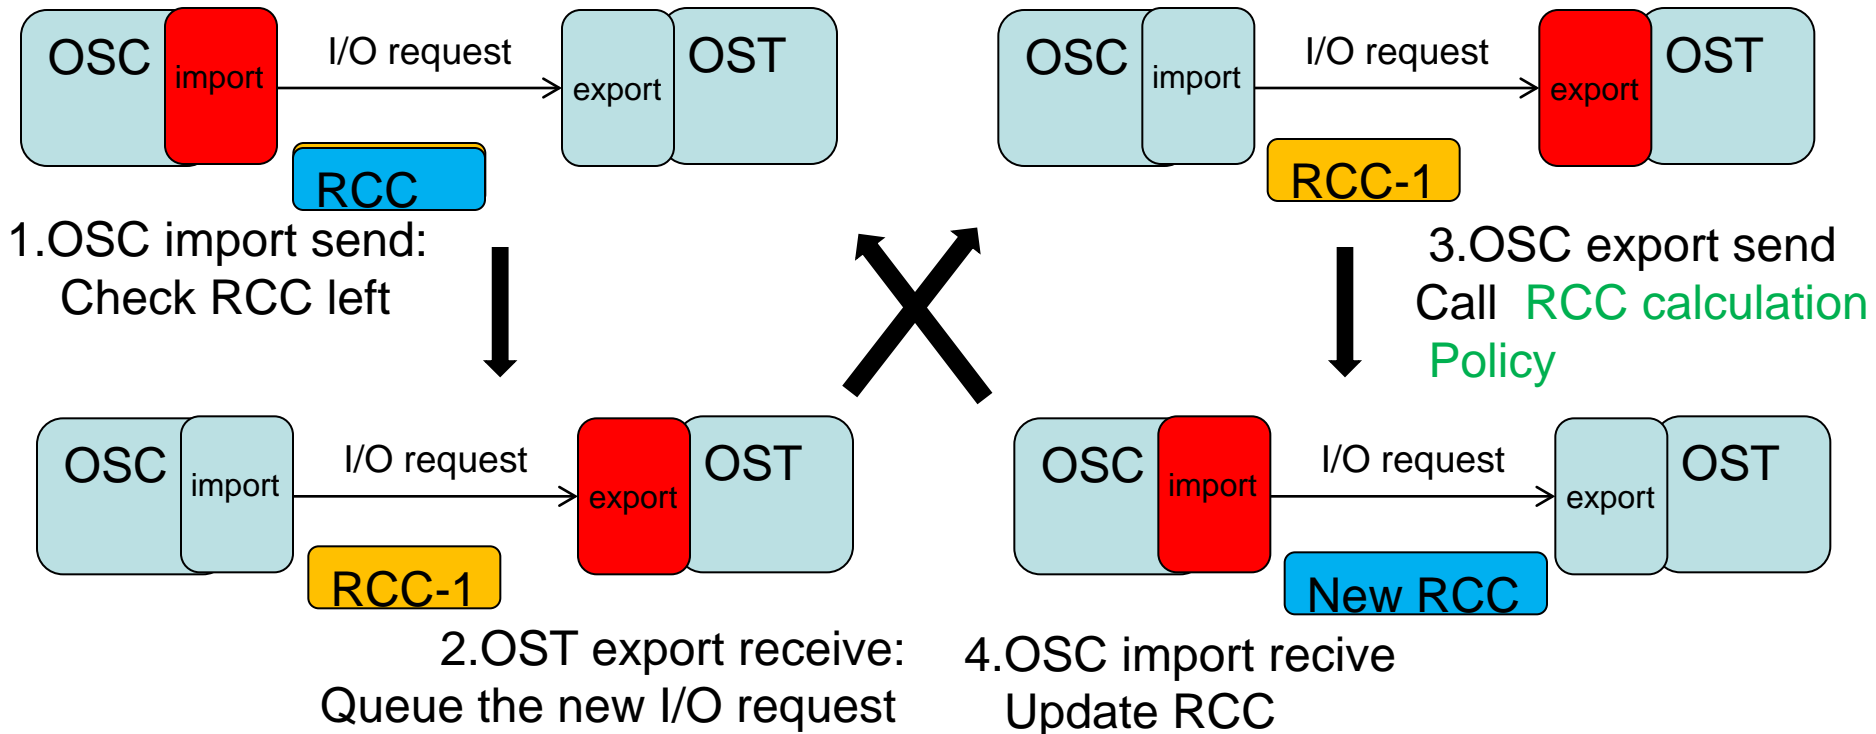 OSC
import
I/O request
export
OST
RCC
1.OSC import send:
Check RCC left
OSC
import
I/O request
export
OST
RCC-1
3.OSC export send
Call RCC calculation
Policy
OSC
import
I/O request
export
OST
RCC-1
2.OST export receive:
Queue the new I/O request
OSC
import
I/O request
export
OST
New RCC
4.OSC import recive
Update RCC